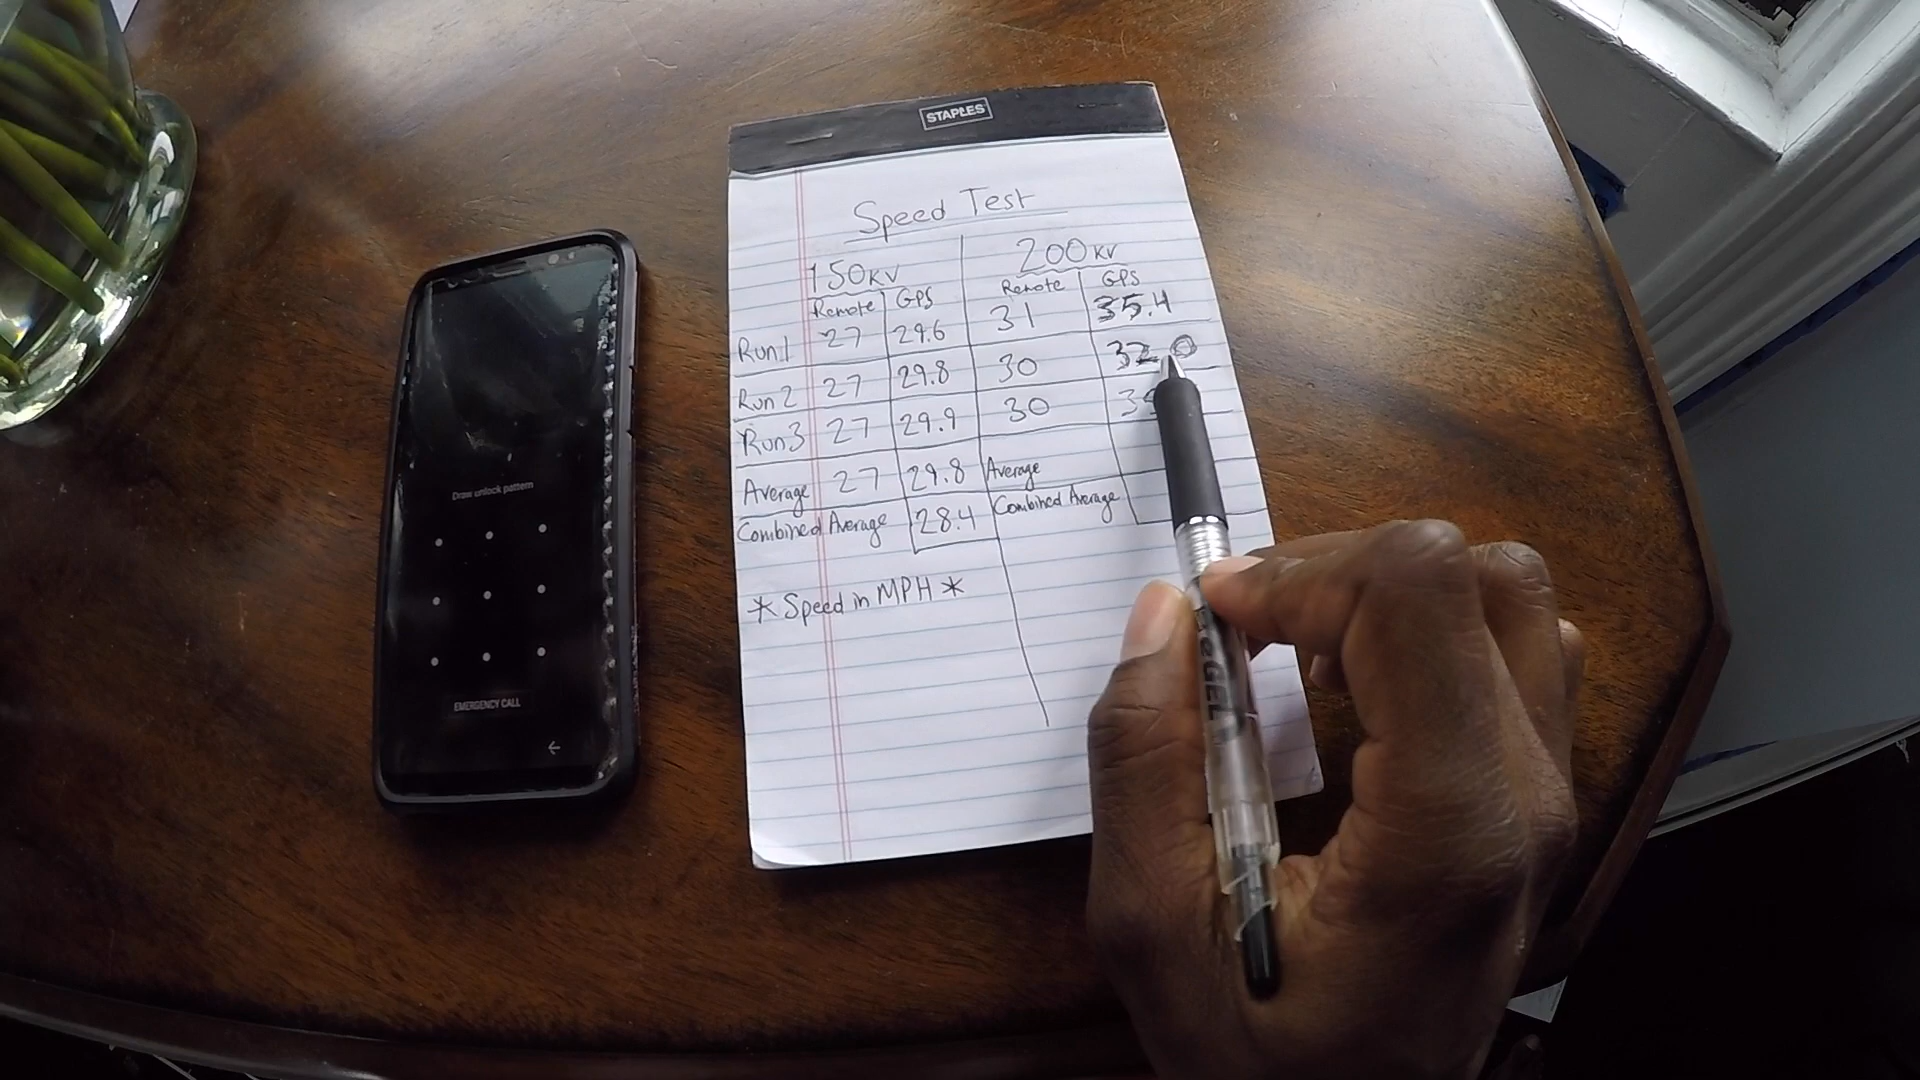 STAPLES
Speed Test
150KV 200KV
Remote GPS Remote GPS
Run1 27 29.6 31 35.4
Run2 27 29.8 30 32.0
Run3 27 29.9 30
Average 27 29.8 Average
Combined Average 28.4 Combined Average
* Speed in MPH *
Draw unlock pattern
EMERGENCY CALL